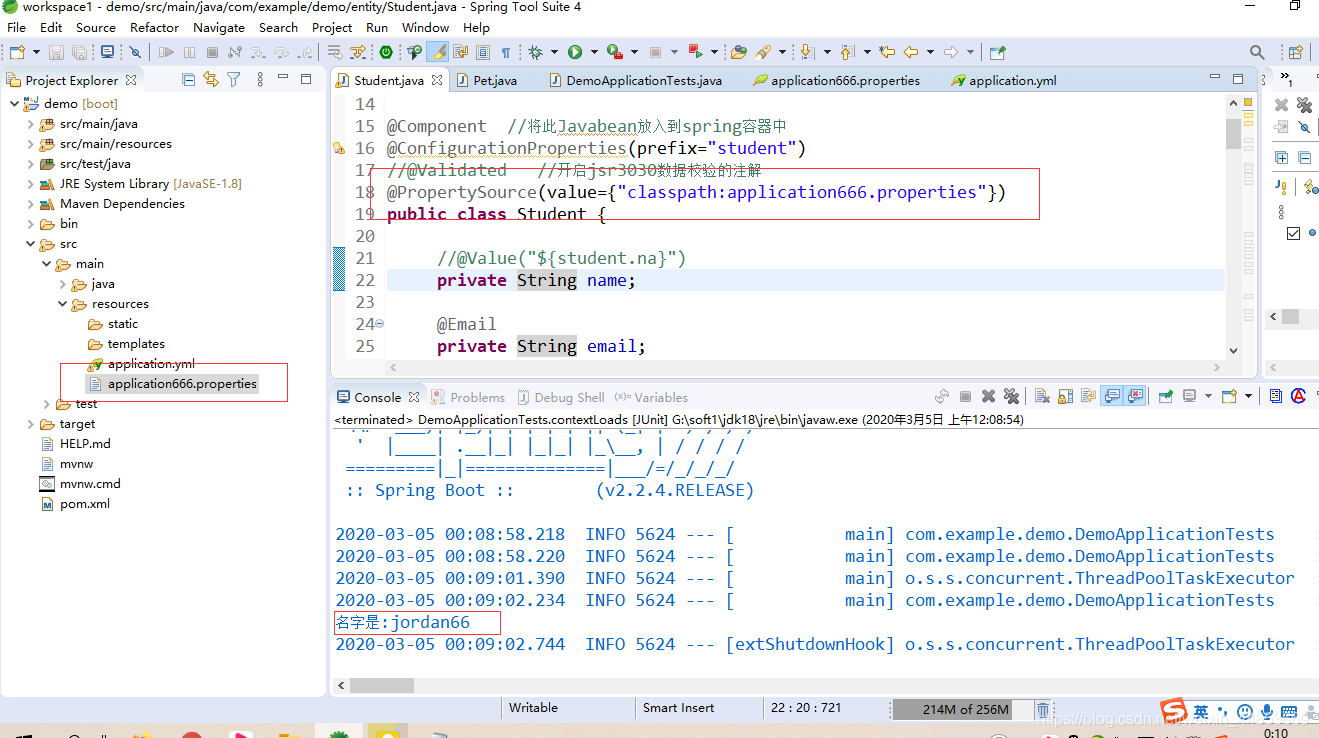 workspace1 - demo/src/main/java/com/example/demo/entity/Student.java - Spring Tool Suite 4
File Edit Source Refactor Navigate Search Project Run Window Help
Project Explorer
demo [boot]
src/main/java
src/main/resources
src/test/java
JRE System Library [JavaSE-1.8]
Maven Dependencies
bin
src
main
java
resources
static
templates
application.yml
application666.properties
test
target
HELP.md
mvnw
mvnw.cmd
pom.xml
Student.java Pet.java DemoApplicationTests.java application666.properties application.yml
14
15 @Component //将此Javabean放入到spring容器中
16 @ConfigurationProperties(prefix="student")
17 //@Validated //开启jsr3030数据校验的注解
18 @PropertySource(value={"classpath:application666.properties"})
19 public class Student {
20
21 //@Value("${student.na}")
22 private String name;
23
24 @Email
25 private String email;
Console Problems Debug Shell Variables
<terminated> DemoApplicationTests.contextLoads [JUnit] G:\soft1\jdk18\jre\bin\javaw.exe (2020年3月5日 上午12:08:54)
' |____| .__|_| |_|_| |_\__, | / / / /
=========|_|==============|___/=/_/_/_/
:: Spring Boot :: (v2.2.4.RELEASE)
2020-03-05 00:08:58.218 INFO 5624 --- [ main] com.example.demo.DemoApplicationTests
2020-03-05 00:08:58.220 INFO 5624 --- [ main] com.example.demo.DemoApplicationTests
2020-03-05 00:09:01.390 INFO 5624 --- [ main] o.s.s.concurrent.ThreadPoolTaskExecutor
2020-03-05 00:09:02.234 INFO 5624 --- [ main] com.example.demo.DemoApplicationTests
名字是:jordan66
2020-03-05 00:09:02.744 INFO 5624 --- [extShutdownHook] o.s.s.concurrent.ThreadPoolTaskExecutor
Writable Smart Insert 22 : 20 : 721 214M of 256M
英
0:10